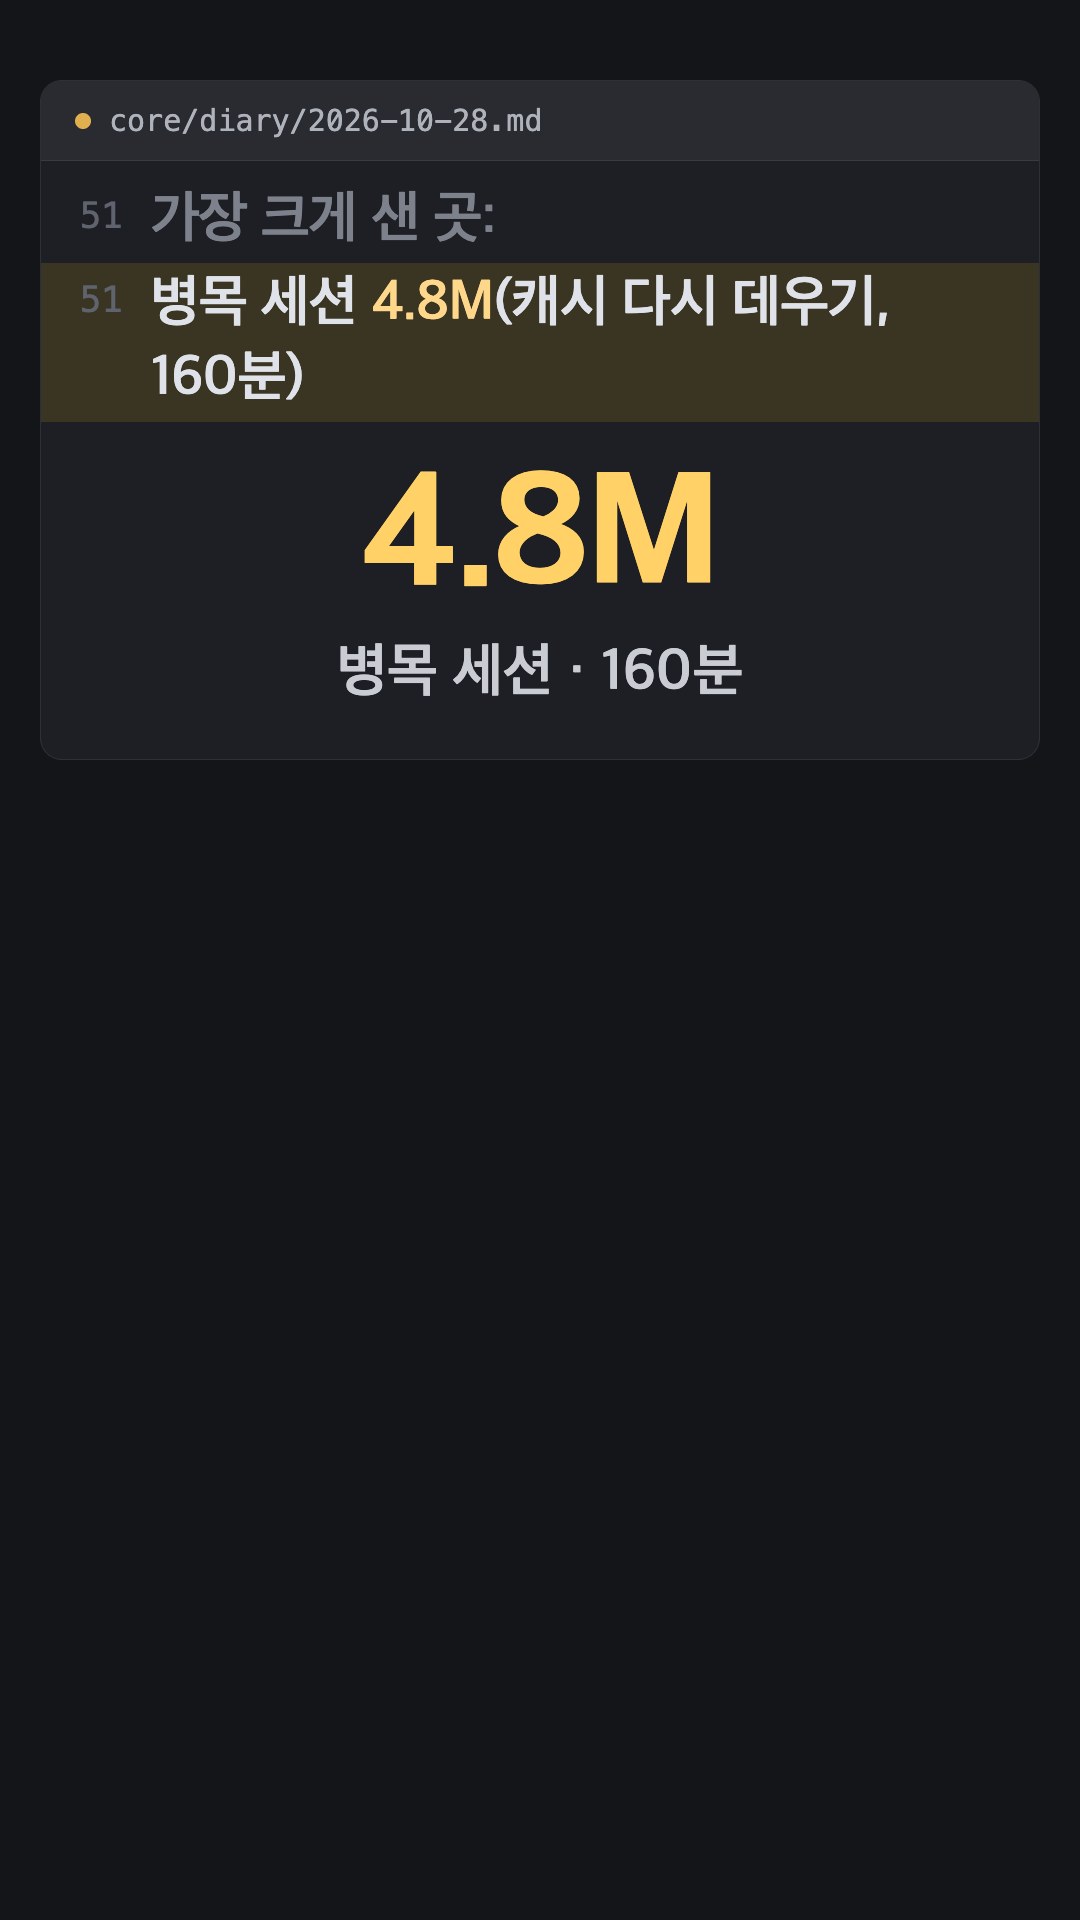 core/diary/2026-10-28.md
51 가장 크게 샌 곳:
51 병목 세션 4.8M(캐시 다시 데우기,
160분)
4.8M
병목 세션 · 160분